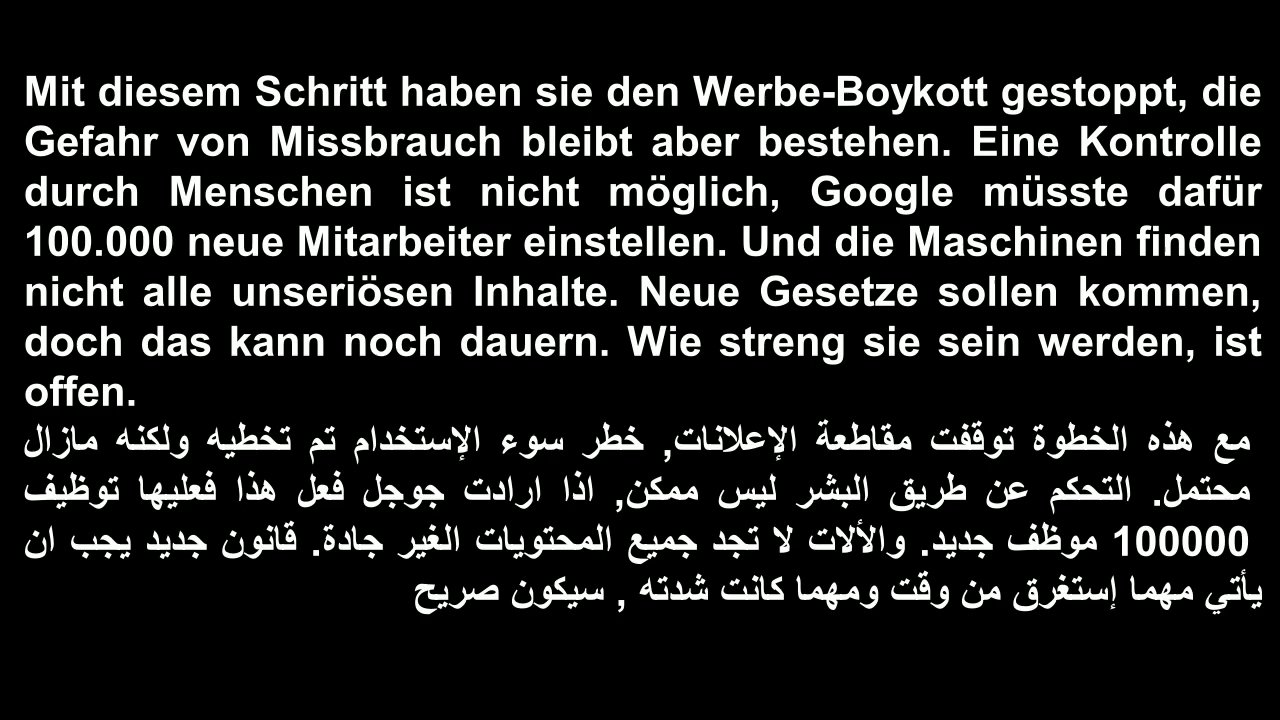 Mit diesem Schritt haben sie den Werbe-Boykott gestoppt, die
Gefahr von Missbrauch bleibt aber bestehen. Eine Kontrolle
durch Menschen ist nicht möglich, Google müsste dafür
100.000 neue Mitarbeiter einstellen. Und die Maschinen finden
nicht alle unseriösen Inhalte. Neue Gesetze sollen kommen,
doch das kann noch dauern. Wie streng sie sein werden, ist
offen.
مع هذه الخطوة توقفت مقاطعة الإعلانات, خطر سوء الإستخدام تم تخطيه ولكنه مازال
محتمل. التحكم عن طريق البشر ليس ممكن, اذا ارادت جوجل فعل هذا فعليها توظيف
100000 موظف جديد. والألات لا تجد جميع المحتويات الغير جادة. قانون جديد يجب ان
يأتي مهما إستغرق من وقت ومهما كانت شدته , سيكون صريح